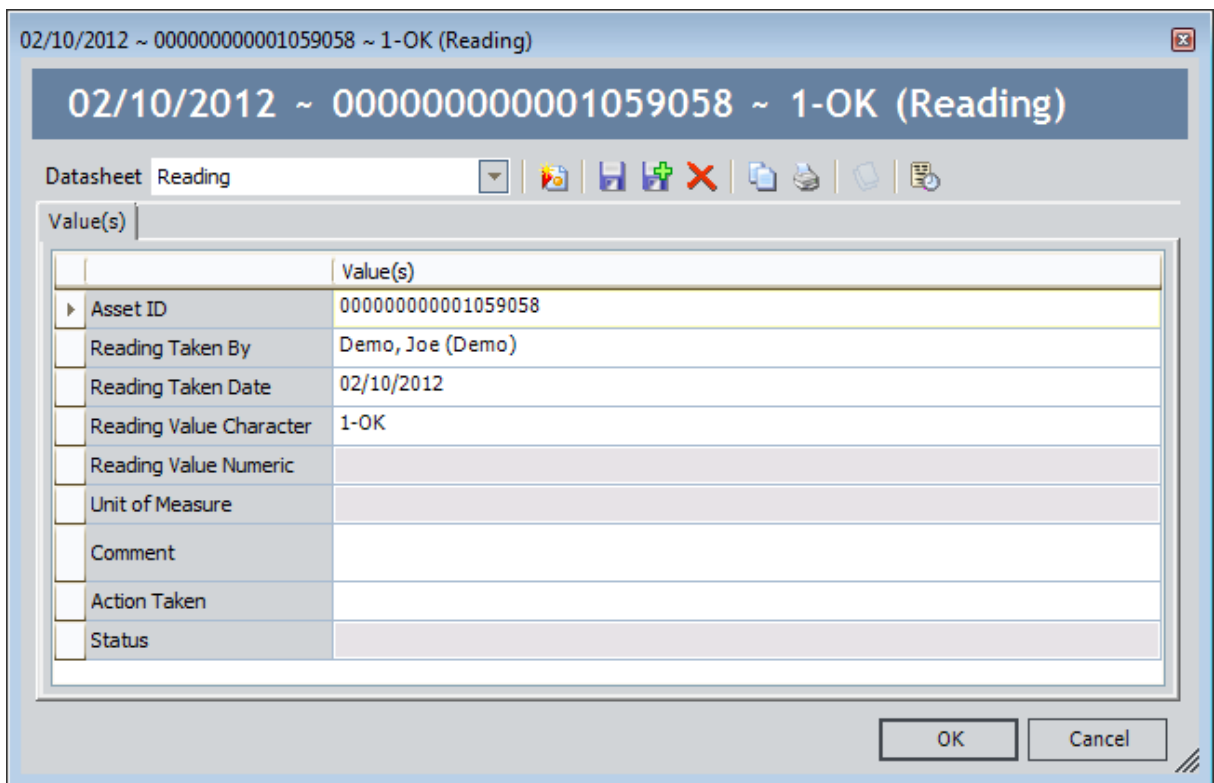 02/10/2012 ~ 000000000001059058 ~ 1-OK (Reading)
02/10/2012 ~ 000000000001059058 ~ 1-OK (Reading)
Datasheet Reading
Value(s)
Value(s)
Asset ID 000000000001059058
Reading Taken By Demo, Joe (Demo)
Reading Taken Date 02/10/2012
Reading Value Character 1-OK
Reading Value Numeric
Unit of Measure
Comment
Action Taken
Status
OK Cancel